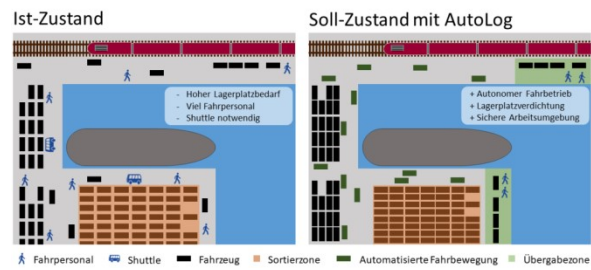 Ist-Zustand
Soll-Zustand mit AutoLog
- Hoher Lagerplatzbedarf
- Viel Fahrpersonal
- Shuttle notwendig
+ Autonomer Fahrbetrieb
+ Lagerplatzverdichtung
+ Sichere Arbeitsumgebung
Fahrpersonal
Shuttle
Fahrzeug
Sortierzone
Automatisierte Fahrbewegung
Übergabezone